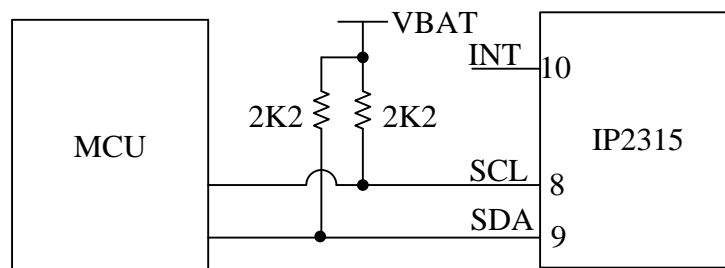 VBAT
INT
10
2K2
2K2
MCU
IP2315
SCL
8
SDA
9